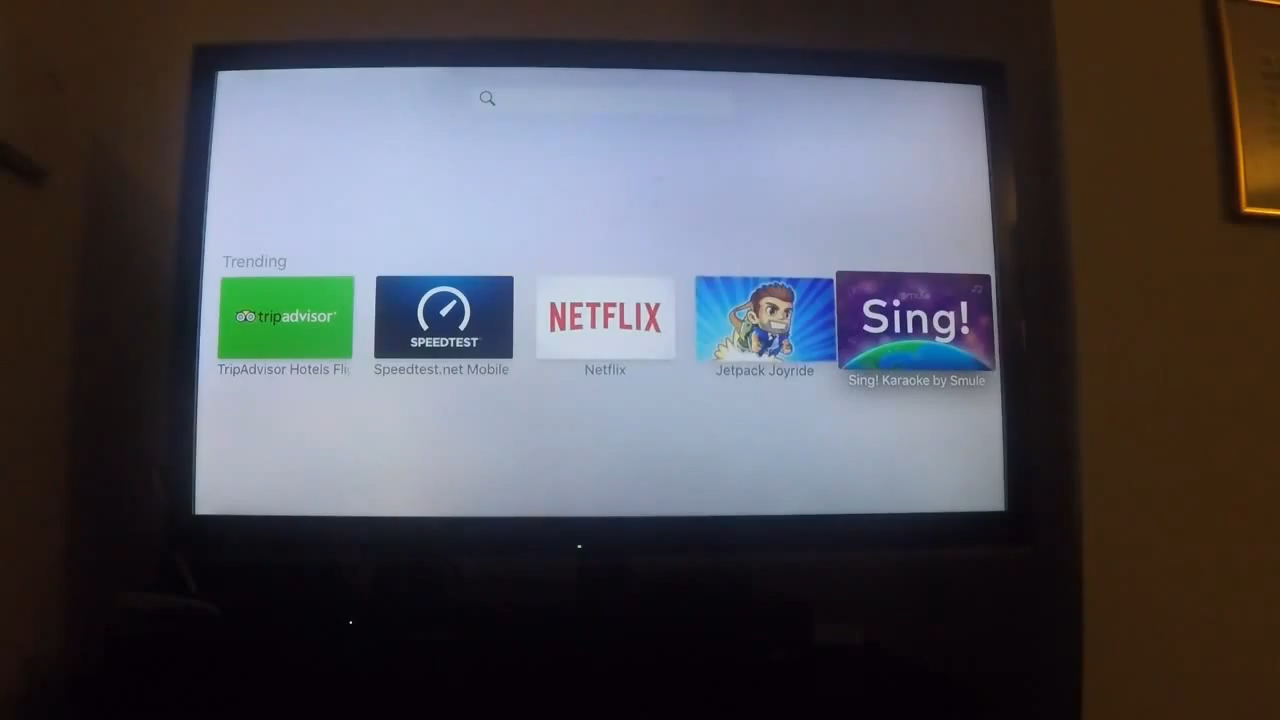 Trending
tripadvisor
SPEEDTEST
NETFLIX
smule
Sing!
TripAdvisor Hotels Fli
Speedtest.net Mobile
Netflix
Jetpack Joyride
Sing! Karaoke by Smule